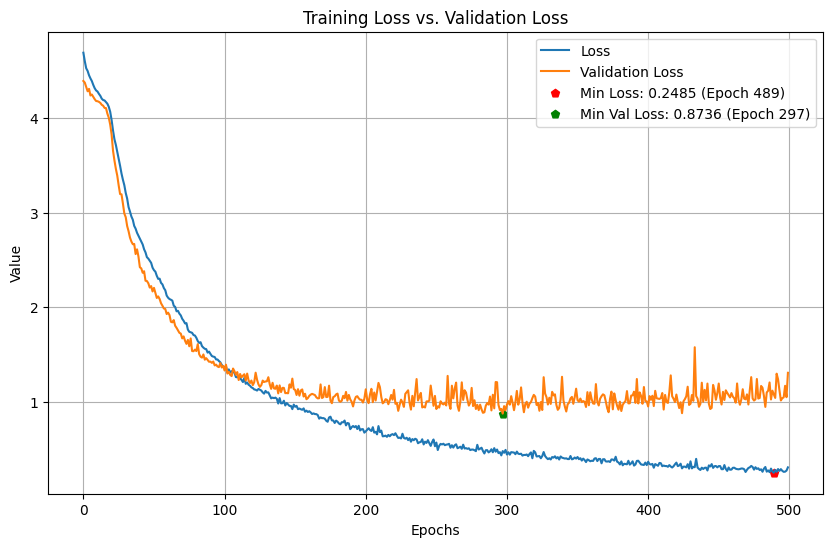 Training Loss vs. Validation Loss
Loss
Validation Loss
Min Loss: 0.2485 (Epoch 489)
Min Val Loss: 0.8736 (Epoch 297)
Value
4
3
2
1
0 100 200 300 400 500
Epochs